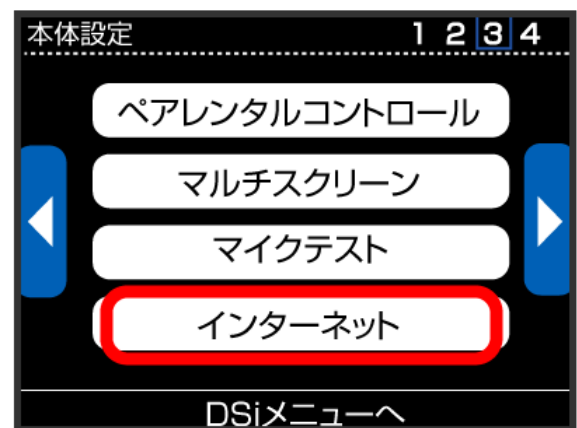 本体設定 1 2 3 4
ペアレンタルコントロール
マルチスクリーン
マイクテスト
インターネット
DSiメニューへ